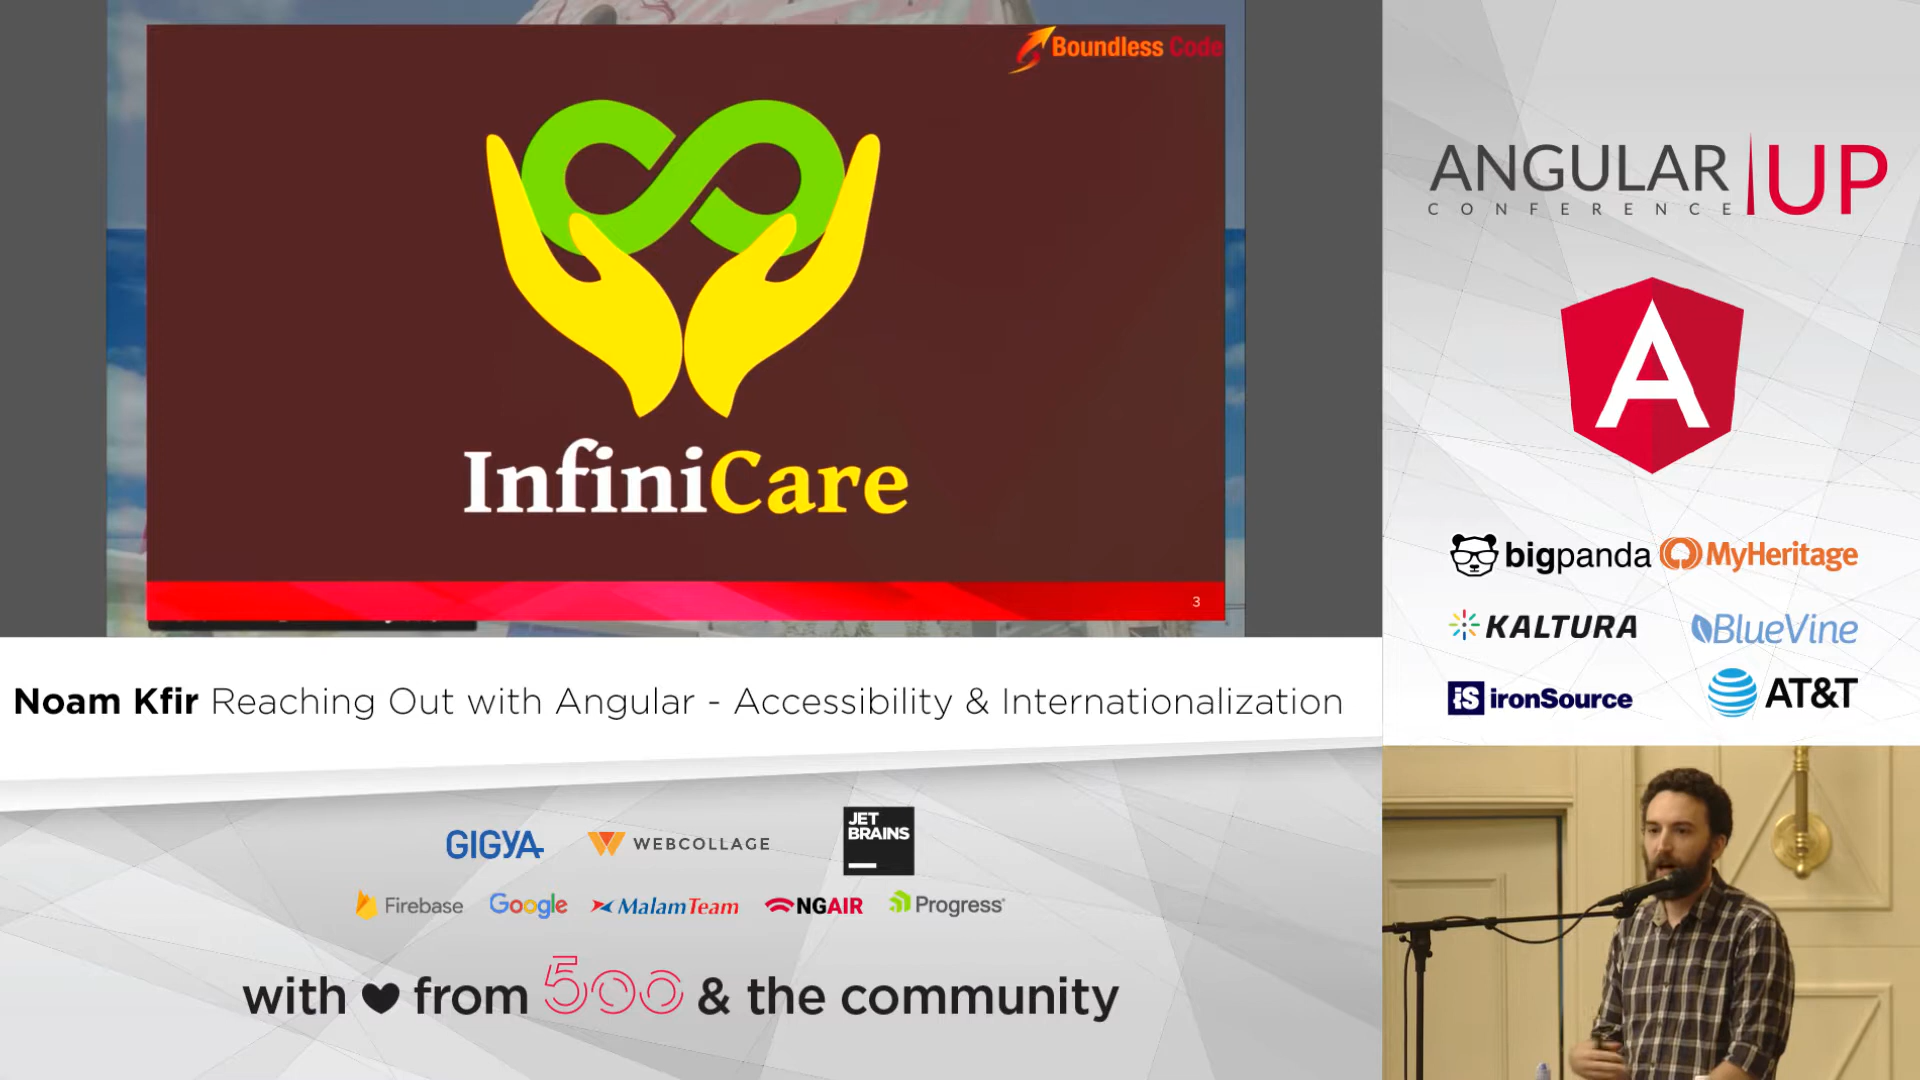 Boundless Code
InfiniCare
3
Noam Kfir Reaching Out with Angular - Accessibility & Internationalization
GIGYA
WEBCOLLAGE
JET
BRAINS
Firebase
Google
MalamTeam
NGAIR
Progress
with ♥ from 500 & the community
ANGULAR UP
CONFERENCE
A
bigpanda
MyHeritage
KALTURA
BlueVine
iS ironSource
AT&T